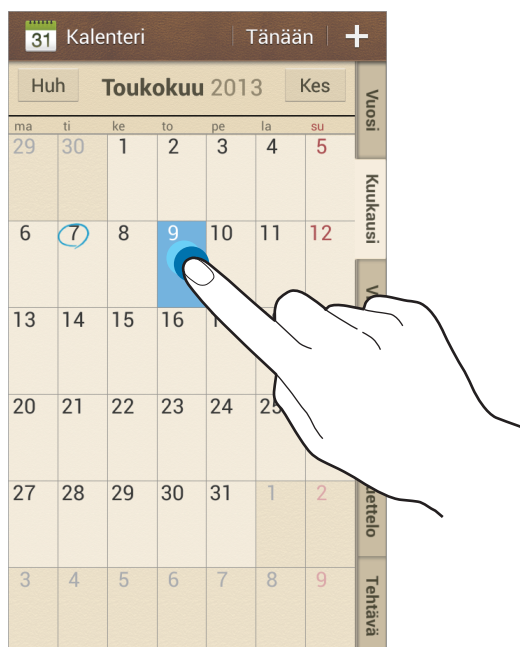 31 Kalenteri Tänään +
Huh Toukokuu 2013 Kes
ma ti ke to pe la su
29 30 1 2 3 4 5
6 7 8 9 10 11 12
13 14 15 16
20 21 22 23 24 25
27 28 29 30 31 1 2
3 4 5 6 7 8 9
Vuosi
Kuukausi
Tehtävä